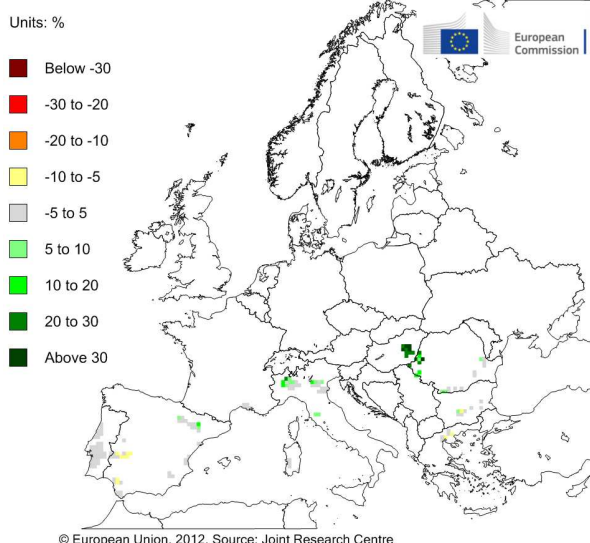 Units: %
European
Commission
Below -30
-30 to -20
-20 to -10
-10 to -5
-5 to 5
5 to 10
10 to 20
20 to 30
Above 30
© European Union, 2012. Source: Joint Research Centre